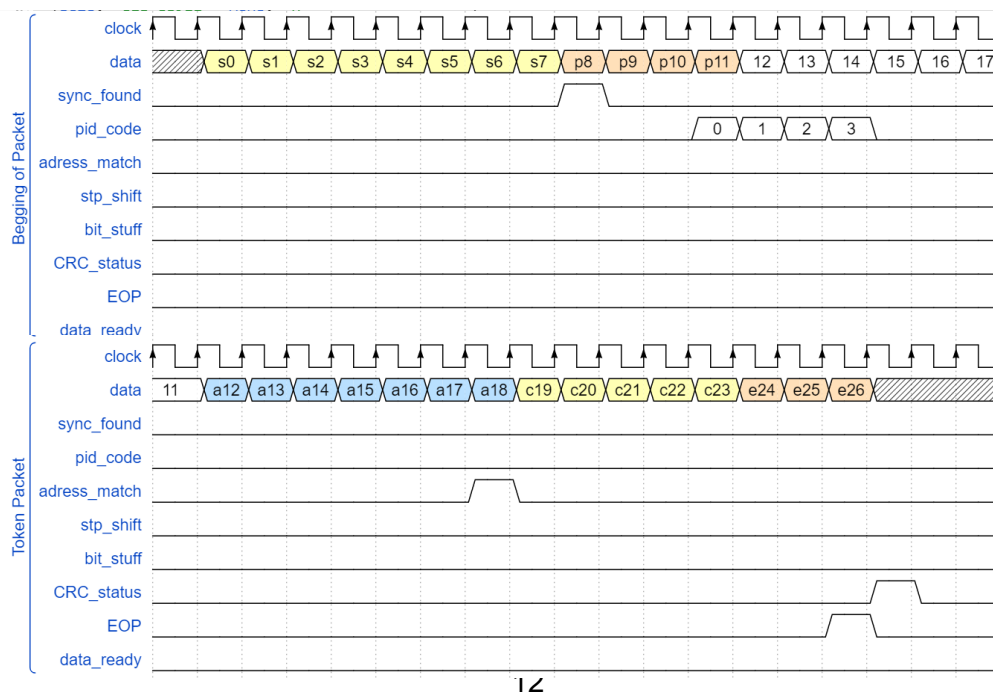 Begging of Packet
clock
data s0 s1 s2 s3 s4 s5 s6 s7 p8 p9 p10 p11 12 13 14 15 16 17
sync_found
pid_code 0 1 2 3
adress_match
stp_shift
bit_stuff
CRC_status
EOP
data_ready
Token Packet
clock
data 11 a12 a13 a14 a15 a16 a17 a18 c19 c20 c21 c22 c23 e24 e25 e26
sync_found
pid_code
adress_match
stp_shift
bit_stuff
CRC_status
EOP
data_ready
12